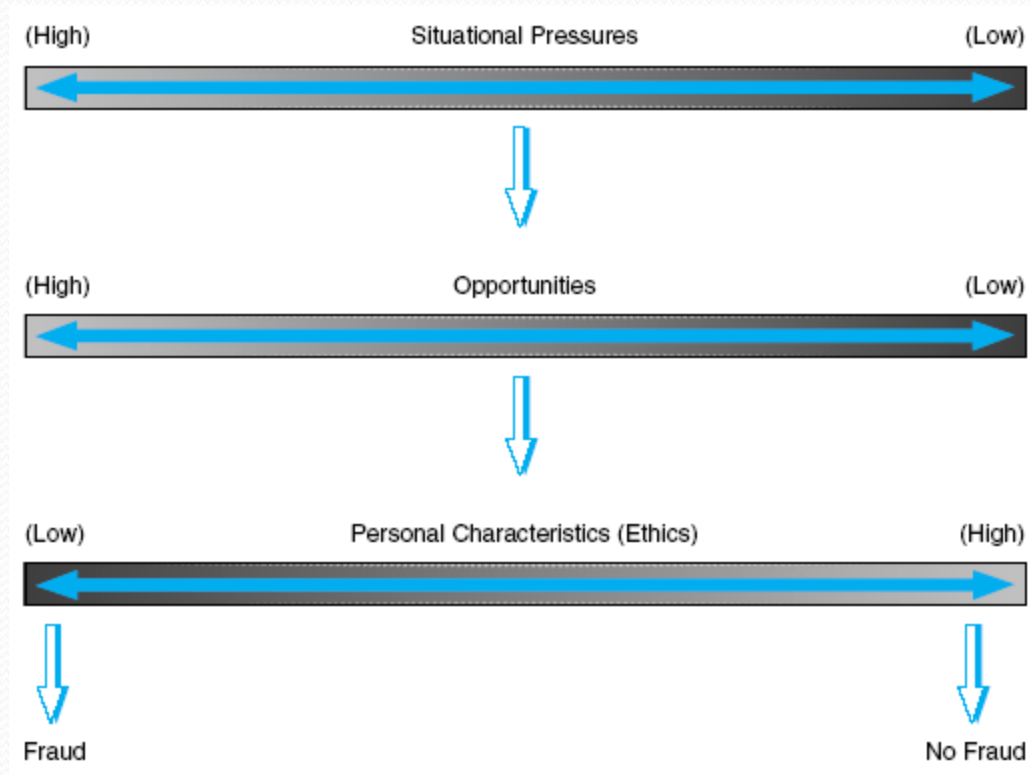 (High) Situational Pressures (Low)
(High) Opportunities (Low)
(Low) Personal Characteristics (Ethics) (High)
Fraud No Fraud